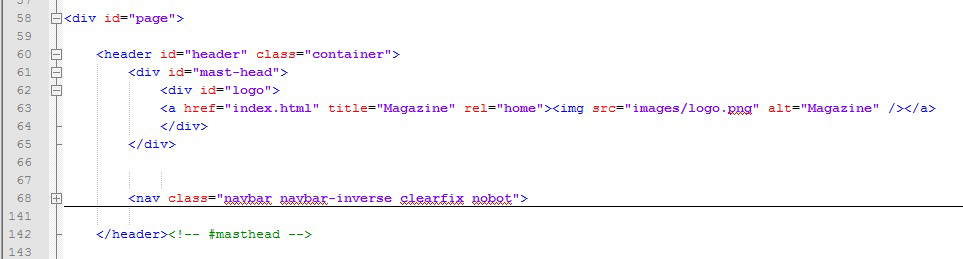 57
58 <div id="page">
59
60 <header id="header" class="container">
61 <div id="mast-head">
62 <div id="logo">
63 <a href="index.html" title="Magazine" rel="home"><img src="images/logo.png" alt="Magazine" /></a>
64 </div>
65 </div>
66
67
68 <nav class="navbar navbar-inverse clearfix nobot">
141
142 </header><!-- #masthead -->
143